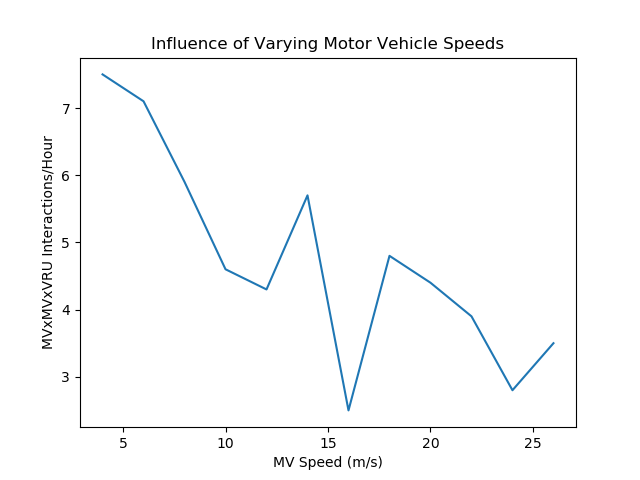 Influence of Varying Motor Vehicle Speeds
MVxMVxVRU Interactions/Hour
7
6
5
4
3
5 10 15 20 25
MV Speed (m/s)